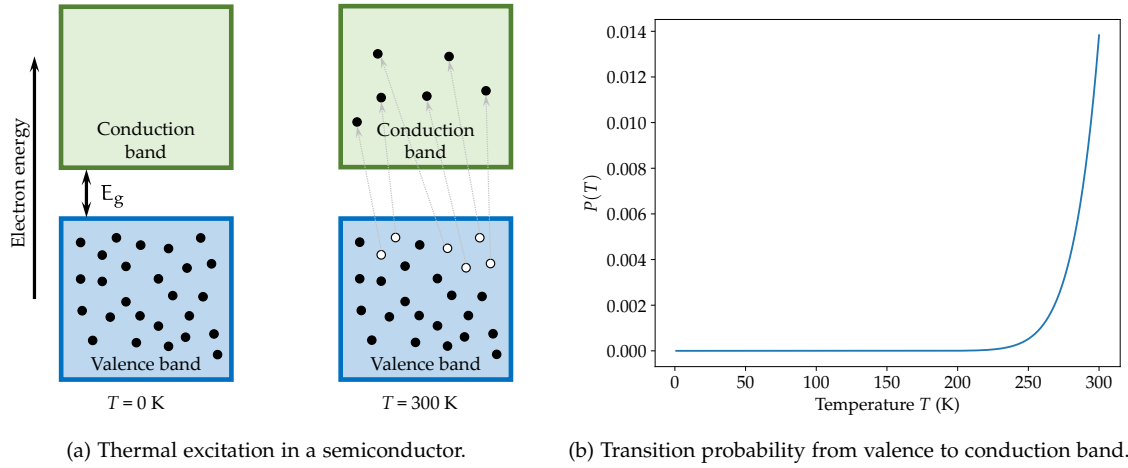 Electron energy
Conduction
band
E_g
Valence band
T = 0 K
Conduction
band
Valence band
T = 300 K
(a) Thermal excitation in a semiconductor.
P(T)
0.014
0.012
0.010
0.008
0.006
0.004
0.002
0.000
0 50 100 150 200 250 300
Temperature T (K)
(b) Transition probability from valence to conduction band.